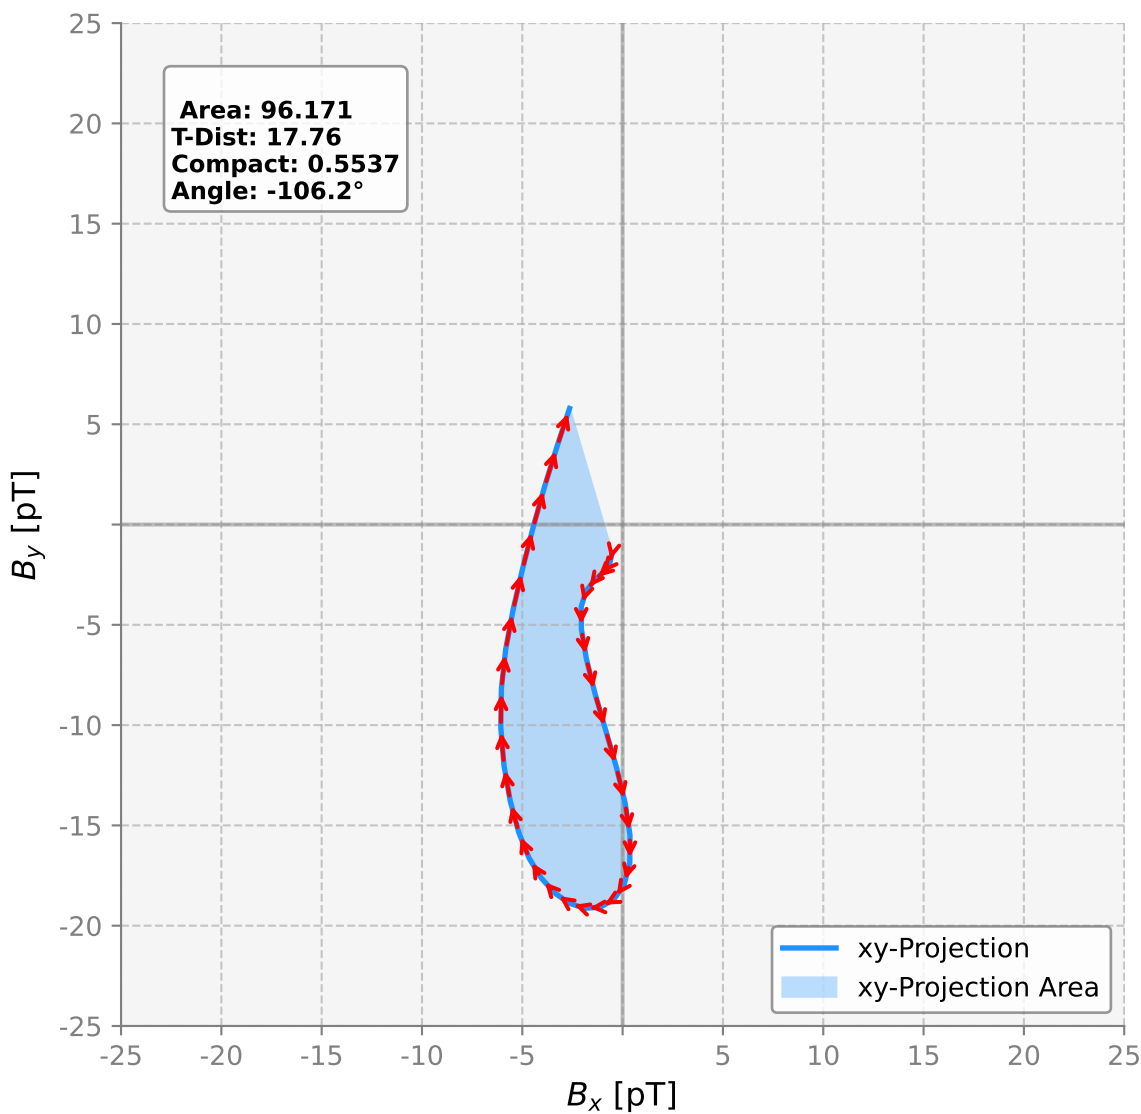 25
20
15
10
5
-5
-10
-15
-20
-25
-25
-20
-15
-10
-5
5
10
15
20
25
B_y [pT]
B_x [pT]
Area: 96.171
T-Dist: 17.76
Compact: 0.5537
Angle: -106.2°
xy-Projection
xy-Projection Area